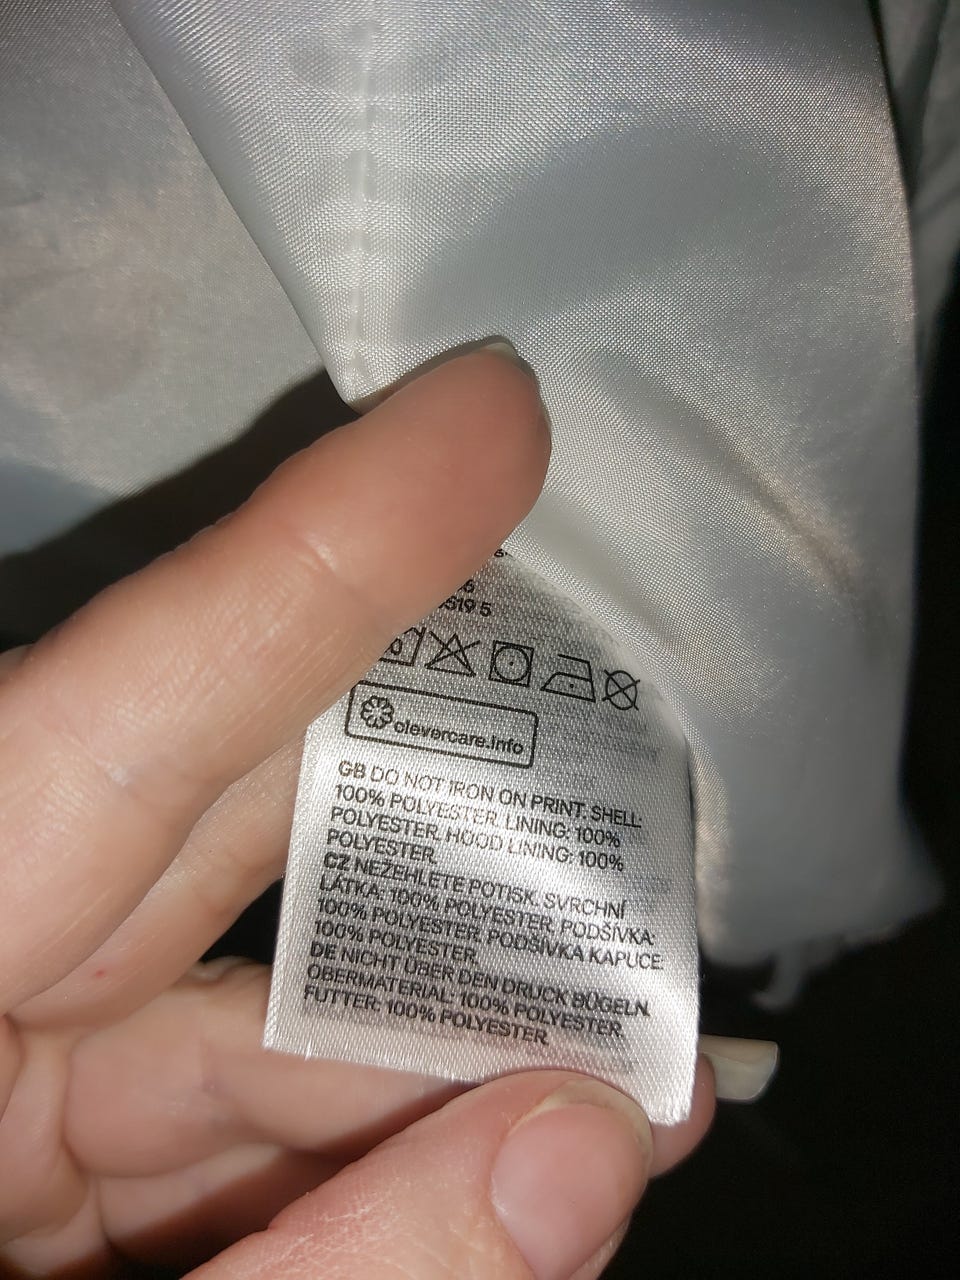 519 5
clevercare.info
GB DO NOT IRON ON PRINT. SHELL:
100% POLYESTER. LINING: 100%
POLYESTER. HOOD LINING: 100%
POLYESTER.
CZ NEŽEHLETE POTISK. SVRCHNÍ
LÁTKA: 100% POLYESTER. PODŠÍVKA:
100% POLYESTER. PODŠÍVKA KAPUCE:
100% POLYESTER.
DE NICHT ÜBER DEN DRUCK BÜGELN.
OBERMATERIAL: 100% POLYESTER.
FUTTER: 100% POLYESTER.